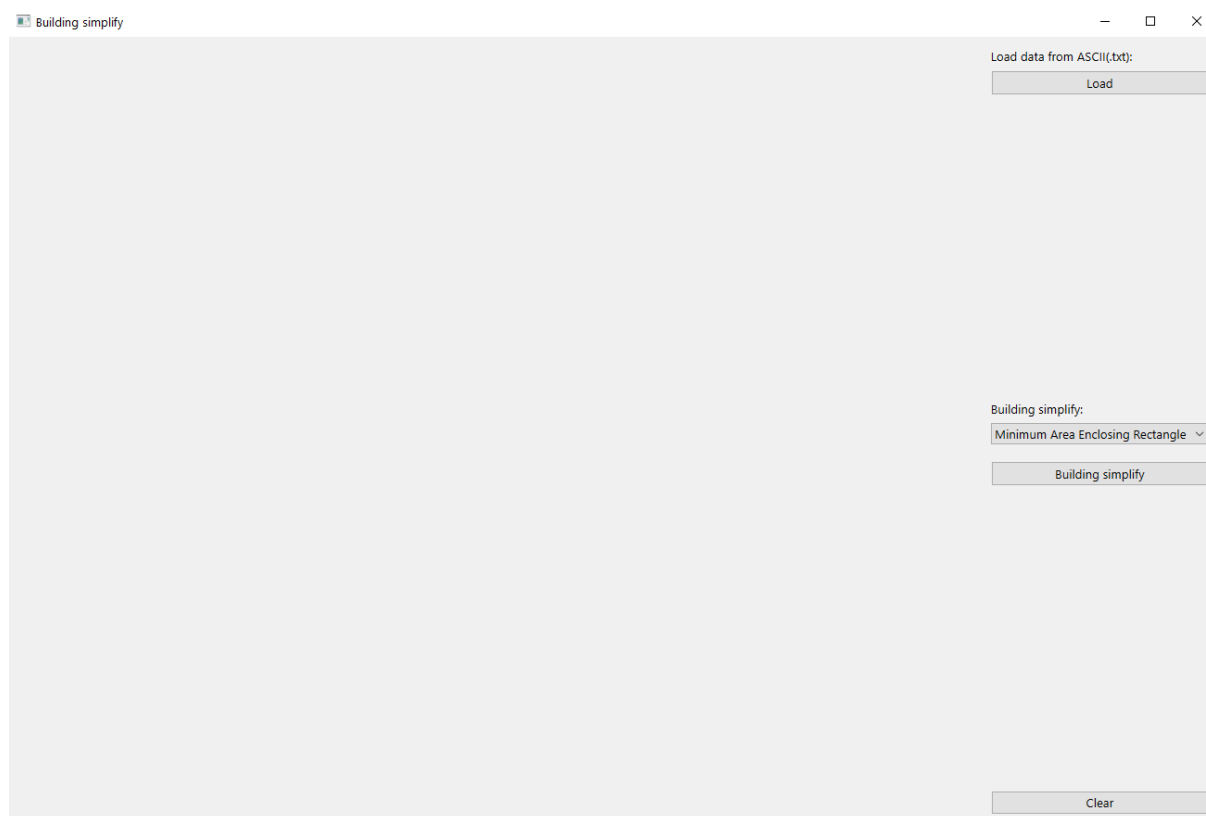 Building simplify
Load data from ASCII(.txt):
Load
Building simplify:
Minimum Area Enclosing Rectangle
Building simplify
Clear